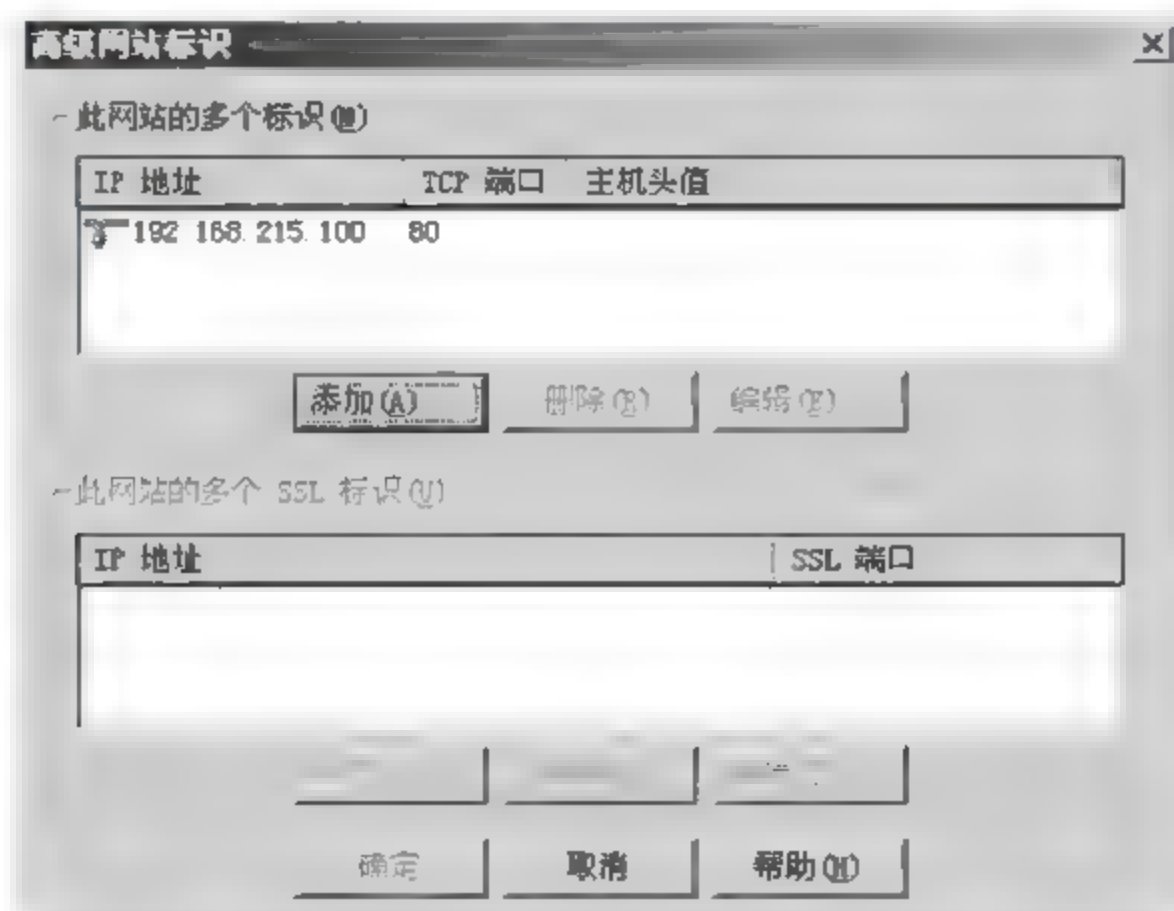 高级网站标识
此网站的多个标识(M)
IP 地址 TCP 端口 主机头值
192.168.215.100 80
添加(A) 删除(R) 编辑(E)
此网站的多个 SSL 标识(U)
IP 地址 SSL 端口
确定 取消 帮助(H)